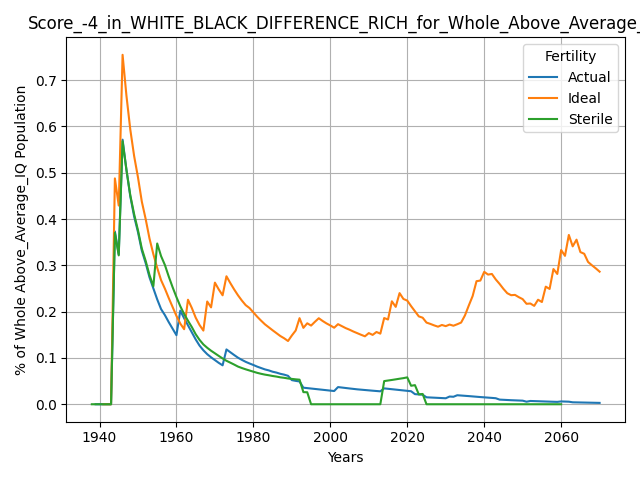 Score_-4_in_WHITE_BLACK_DIFFERENCE_RICH_for_Whole_Above_Average_
% of Whole Above_Average_IQ Population
0.7
0.6
0.5
0.4
0.3
0.2
0.1
0.0
Fertility
Actual
Ideal
Sterile
1940 1960 1980 2000 2020 2040 2060
Years